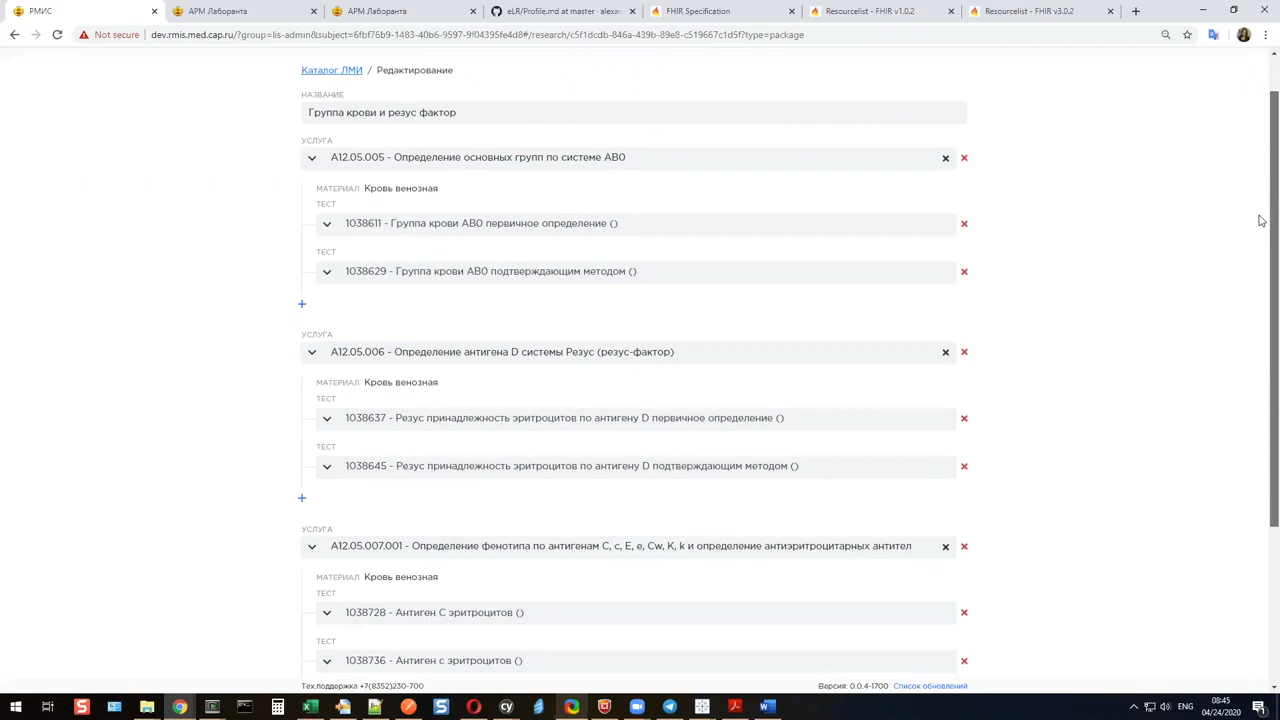 РМИС
АРМ Лаборанта
АРМ Лаборанта
eLR/Profile.md at master · alexa
FHIR Specification
Resourcelist - FHIR v1.0.2
Resourcelist - FHIR v3.0.2
Not secure
dev.rmis.med.cap.ru/?group=lis-admin&subject=6fbf76b9-1483-40b6-9597-9f04395fe4d8#/research/c5f1dcdb-846a-439b-89e8-c519667c1d5f?type=package
Каталог ЛМИ / Редактирование
НАЗВАНИЕ
Группа крови и резус фактор
УСЛУГА
A12.05.005 - Определение основных групп по системе AB0
МАТЕРИАЛ Кровь венозная
ТЕСТ
1038611 - Группа крови АВ0 первичное определение ()
ТЕСТ
1038629 - Группа крови АВ0 подтверждающим методом ()
+
УСЛУГА
A12.05.006 - Определение антигена D системы Резус (резус-фактор)
МАТЕРИАЛ Кровь венозная
ТЕСТ
1038637 - Резус принадлежность эритроцитов по антигену D первичное определение ()
ТЕСТ
1038645 - Резус принадлежность эритроцитов по антигену D подтверждающим методом ()
+
УСЛУГА
A12.05.007.001 - Определение фенотипа по антигенам C, c, E, e, Cw, K, k и определение антиэритроцитарных антител
МАТЕРИАЛ Кровь венозная
ТЕСТ
1038728 - Антиген C эритроцитов ()
ТЕСТ
1038736 - Антиген c эритроцитов ()
Тех.поддержка +7(8352)230-700
Версия: 0.0.4-1700 Список обновлений
ENG
08:45
04/24/2020